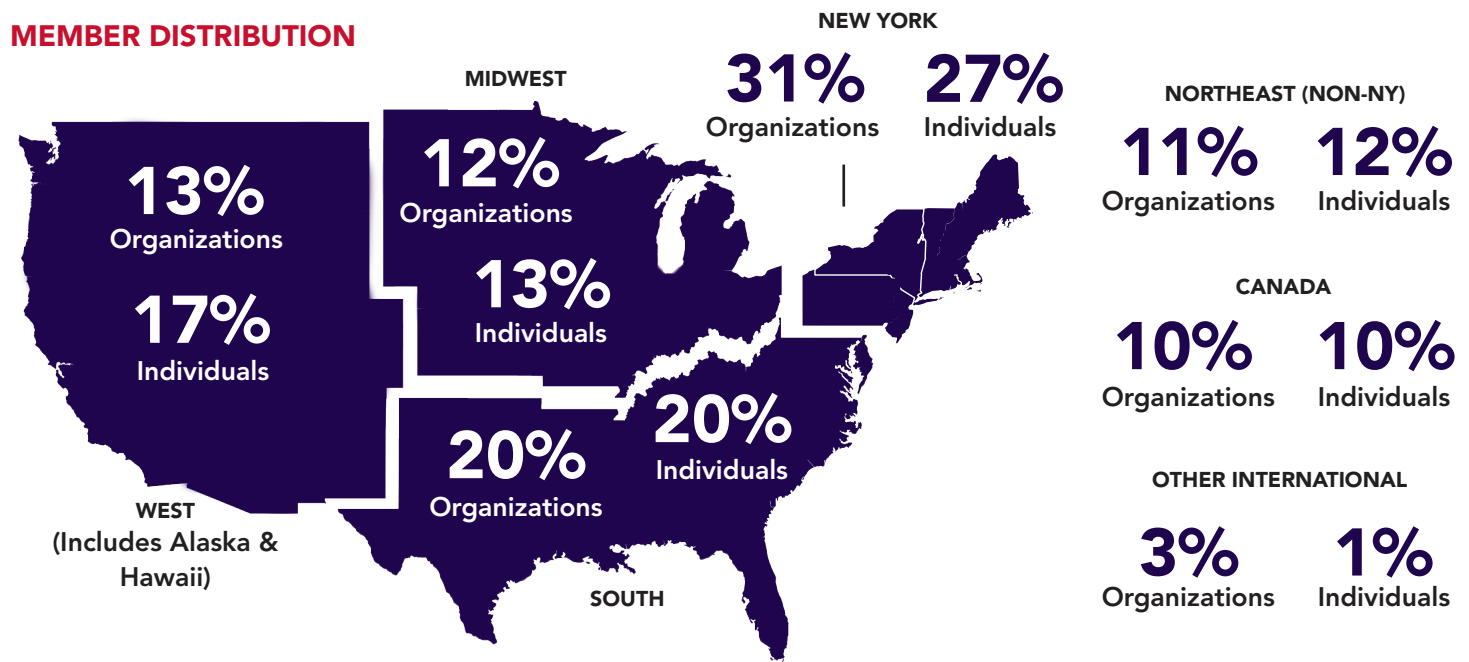 MEMBER DISTRIBUTION
NEW YORK
31% 27%
Organizations Individuals
MIDWEST
12%
Organizations
13%
Individuals
13%
Organizations
17%
Individuals
WEST
(Includes Alaska &
Hawaii)
20%
Organizations
20%
Individuals
SOUTH
NORTHEAST (NON-NY)
11% 12%
Organizations Individuals
CANADA
10% 10%
Organizations Individuals
OTHER INTERNATIONAL
3% 1%
Organizations Individuals